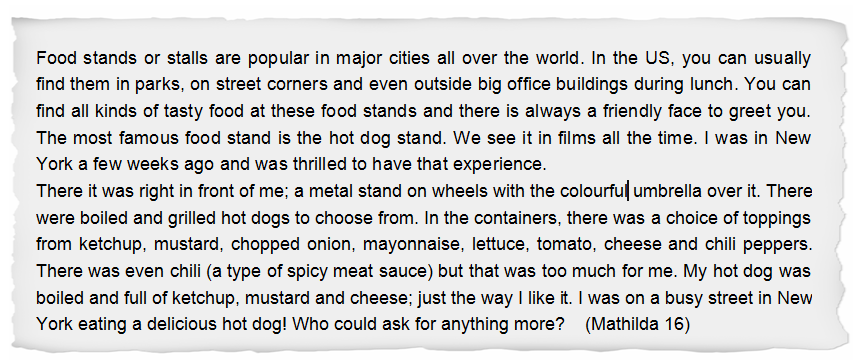 Food stands or stalls are popular in major cities all over the world. In the US, you can usually
find them in parks, on street corners and even outside big office buildings during lunch. You can
find all kinds of tasty food at these food stands and there is always a friendly face to greet you.
The most famous food stand is the hot dog stand. We see it in films all the time. I was in New
York a few weeks ago and was thrilled to have that experience.
There it was right in front of me; a metal stand on wheels with the colourful umbrella over it. There
were boiled and grilled hot dogs to choose from. In the containers, there was a choice of toppings
from ketchup, mustard, chopped onion, mayonnaise, lettuce, tomato, cheese and chili peppers.
There was even chili (a type of spicy meat sauce) but that was too much for me. My hot dog was
boiled and full of ketchup, mustard and cheese; just the way I like it. I was on a busy street in New
York eating a delicious hot dog! Who could ask for anything more? (Mathilda 16)